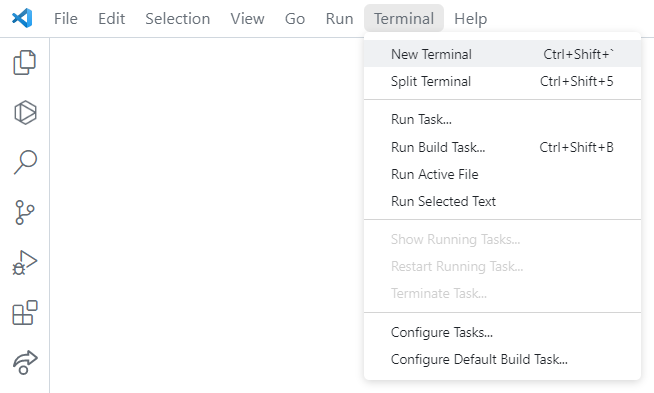 File Edit Selection View Go Run Terminal Help
New Terminal Ctrl+Shift+`
Split Terminal Ctrl+Shift+5
Run Task...
Run Build Task... Ctrl+Shift+B
Run Active File
Run Selected Text
Show Running Tasks...
Restart Running Task...
Terminate Task...
Configure Tasks...
Configure Default Build Task...